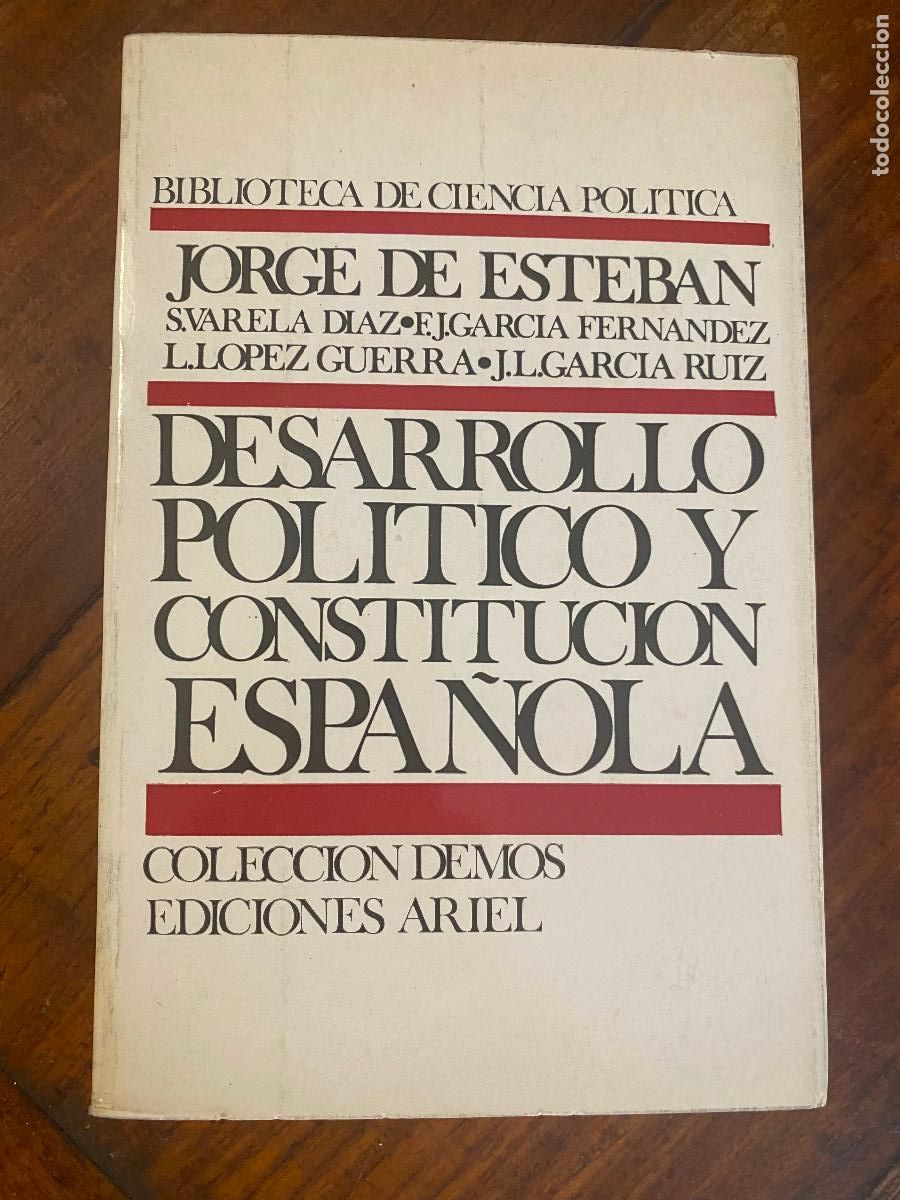 todocoleccion
BIBLIOTECA DE CIENCIA POLITICA
JORGE DE ESTEBAN
S.VARELA DIAZ•F.J.GARCIA FERNANDEZ
L.LOPEZ GUERRA•J.L.GARCIA RUIZ
DESARROLLO
POLITICO Y
CONSTITUCION
ESPAÑOLA
COLECCION DEMOS
EDICIONES ARIEL